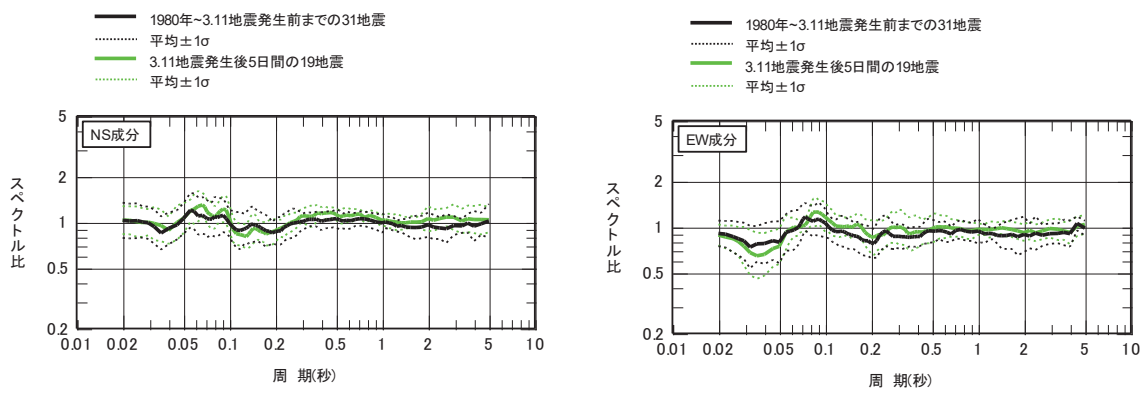 1980年~3.11地震発生前までの31地震
平均±1σ
3.11地震発生後5日間の19地震
平均±1σ
NS成分
スペクトル比
5
2
1
0.5
0.2
0.01 0.02 0.05 0.1 0.2 0.5 1 2 5 10
周 期(秒)
1980年~3.11地震発生前までの31地震
平均±1σ
3.11地震発生後5日間の19地震
平均±1σ
EW成分
スペクトル比
5
2
1
0.5
0.2
0.01 0.02 0.05 0.1 0.2 0.5 1 2 5 10
周 期(秒)